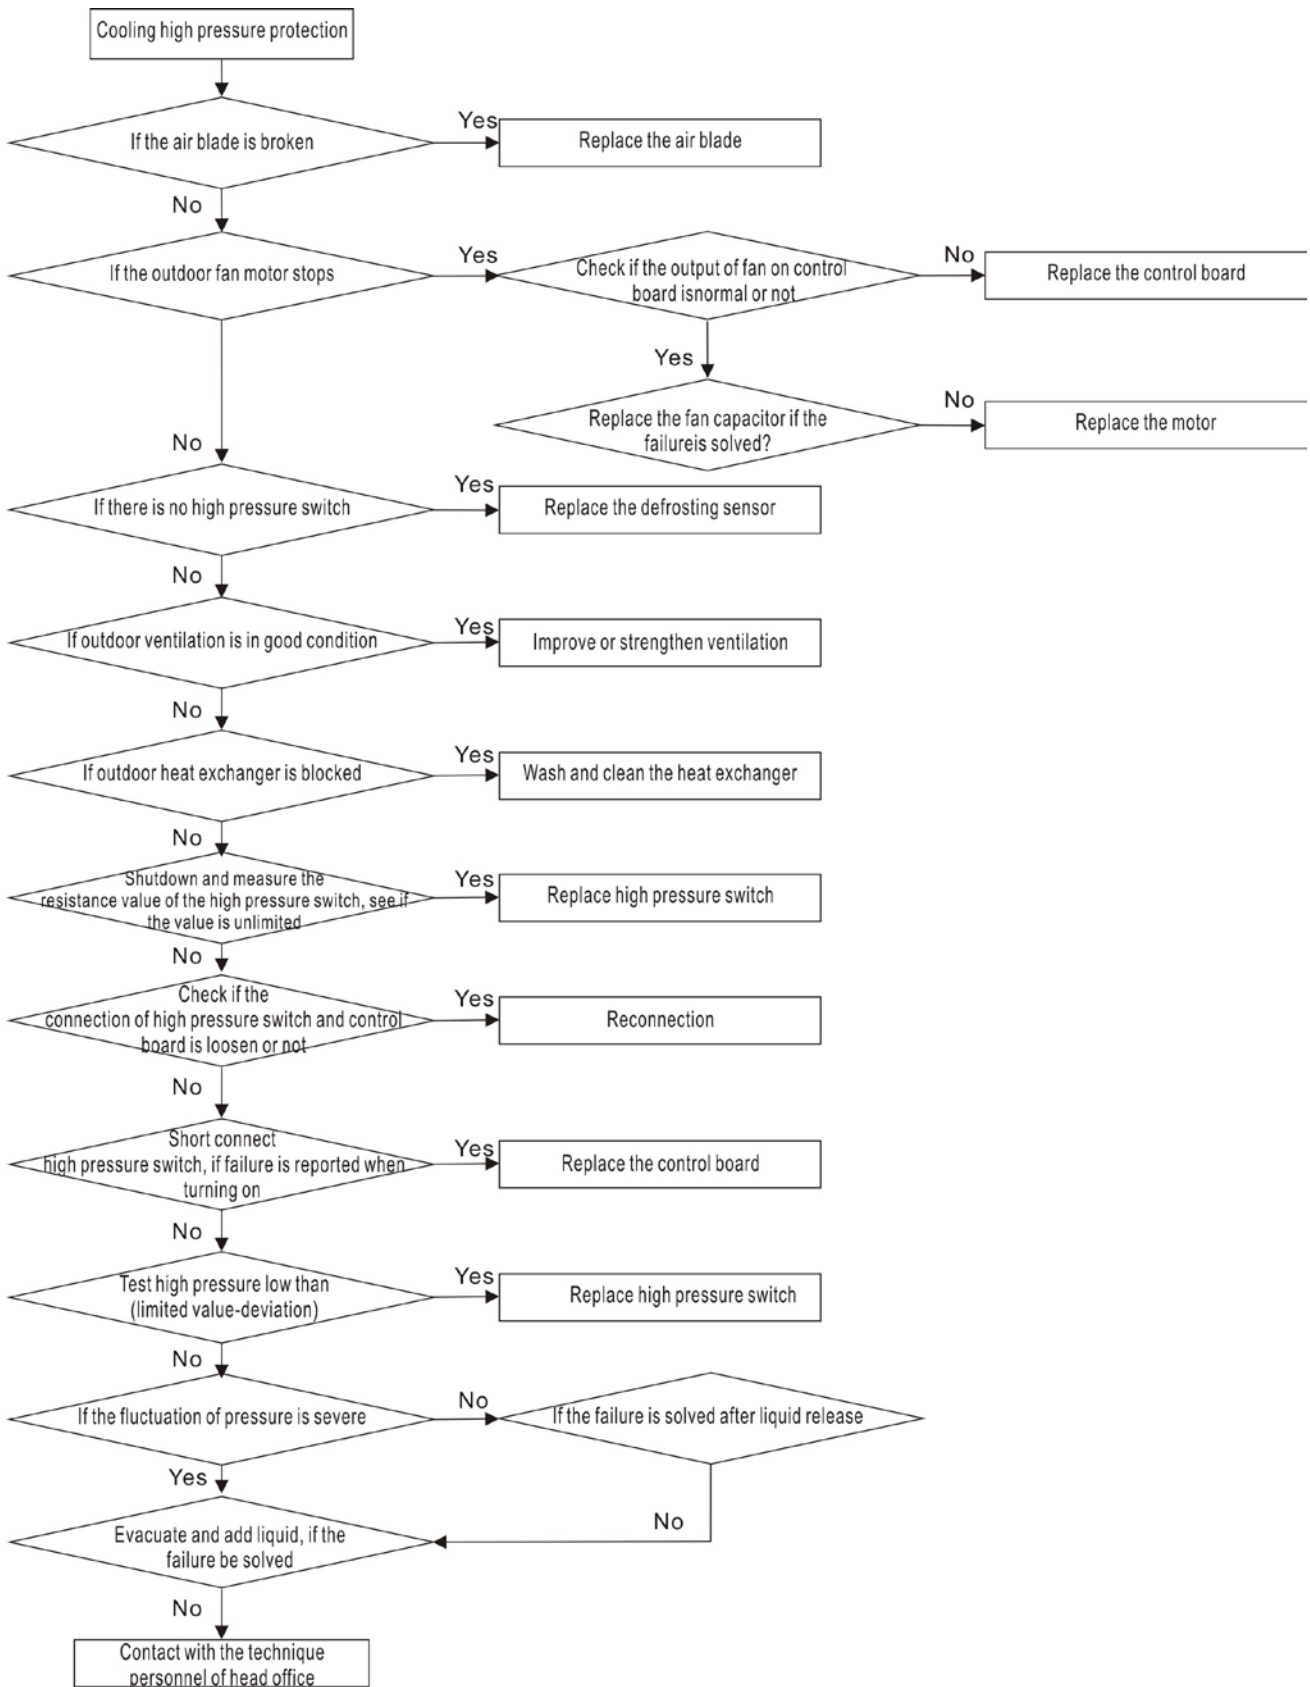 Cooling high pressure protection
If the air blade is broken
Yes
Replace the air blade
No
If the outdoor fan motor stops
Yes
Check if the output of fan on control
board isnormal or not
No
Replace the control board
Yes
Replace the fan capacitor if the
failureis solved?
No
Replace the motor
No
If there is no high pressure switch
Yes
Replace the defrosting sensor
No
If outdoor ventilation is in good condition
Yes
Improve or strengthen ventilation
No
If outdoor heat exchanger is blocked
Yes
Wash and clean the heat exchanger
No
Shutdown and measure the
resistance value of the high pressure switch, see if
the value is unlimited
Yes
Replace high pressure switch
No
Check if the
connection of high pressure switch and control
board is loosen or not
Yes
Reconnection
No
Short connect
high pressure switch, if failure is reported when
turning on
Yes
Replace the control board
No
Test high pressure low than
(limited value-deviation)
Yes
Replace high pressure switch
No
If the fluctuation of pressure is severe
No
If the failure is solved after liquid release
Yes
No
Evacuate and add liquid, if the
failure be solved
No
Contact with the technique
personnel of head office